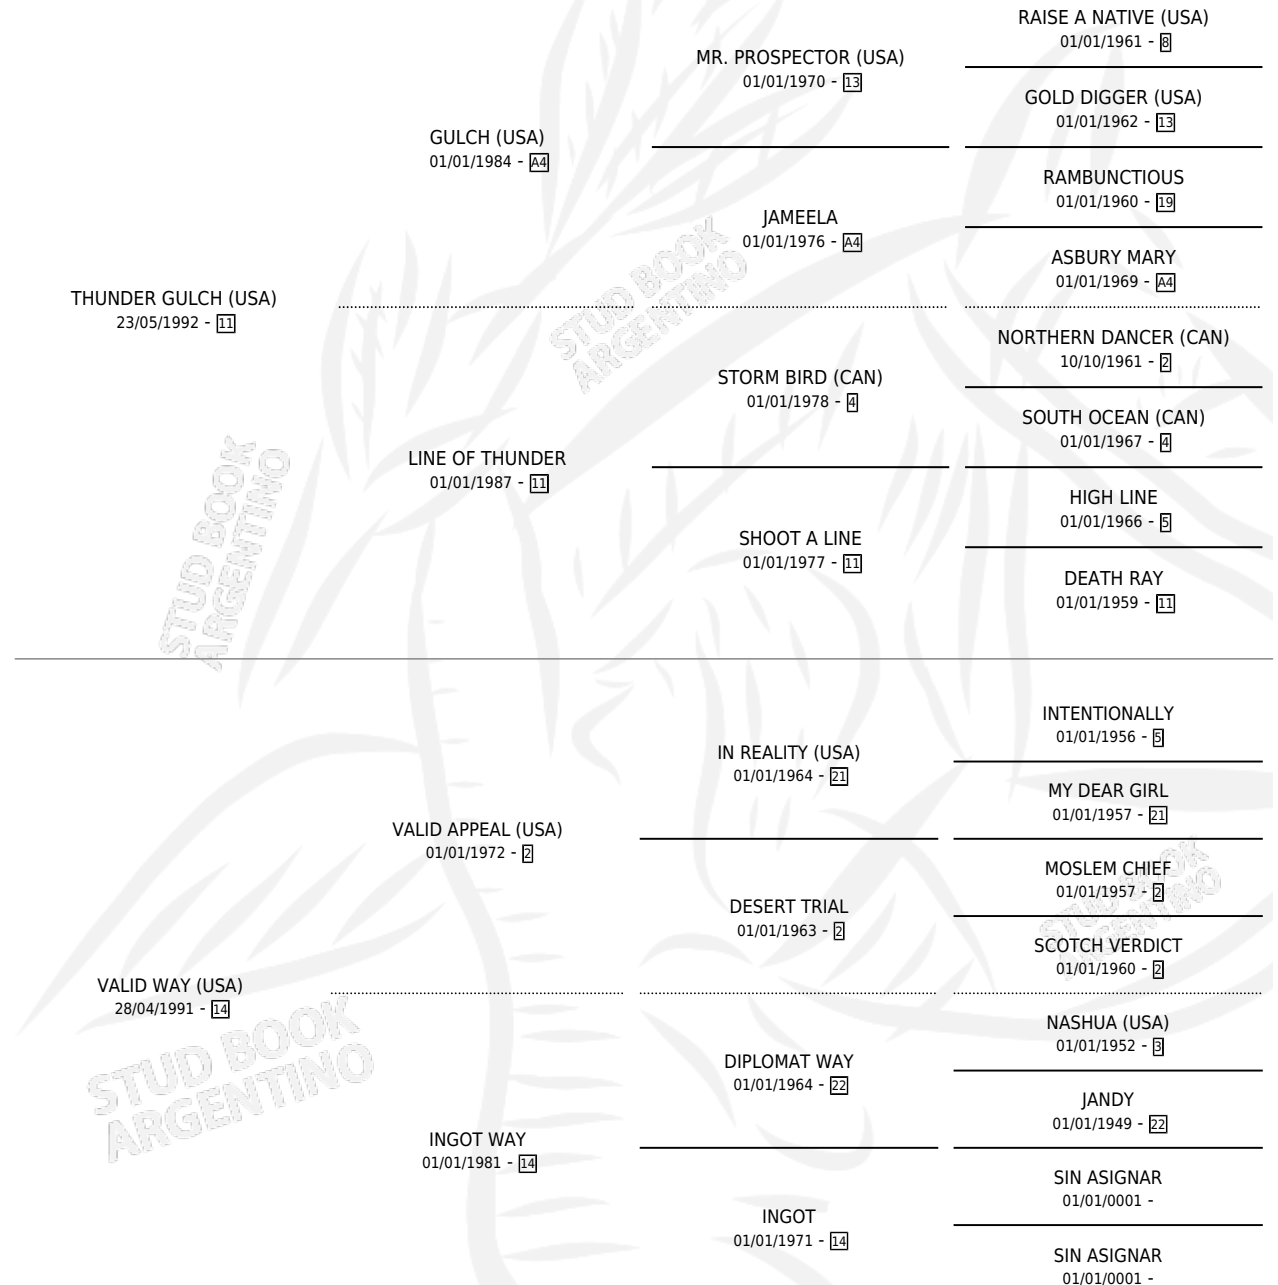 RAISE A NATIVE (USA)
01/01/1961 - 8
MR. PROSPECTOR (USA)
01/01/1970 - 13
GOLD DIGGER (USA)
01/01/1962 - 13
GULCH (USA)
01/01/1984 - A4
RAMBUNCTIOUS
01/01/1960 - 19
JAMEELA
01/01/1976 - A4
ASBURY MARY
01/01/1969 - A4
THUNDER GULCH (USA)
23/05/1992 - 11
NORTHERN DANCER (CAN)
10/10/1961 - 2
STORM BIRD (CAN)
01/01/1978 - 4
SOUTH OCEAN (CAN)
01/01/1967 - 4
LINE OF THUNDER
01/01/1987 - 11
HIGH LINE
01/01/1966 - 5
SHOOT A LINE
01/01/1977 - 11
DEATH RAY
01/01/1959 - 11
STUD BOOK
ARGENTINO
STUD BOOK
ARGENTINO
INTENTIONALLY
01/01/1956 - 5
IN REALITY (USA)
01/01/1964 - 21
MY DEAR GIRL
01/01/1957 - 21
VALID APPEAL (USA)
01/01/1972 - 2
MOSLEM CHIEF
01/01/1957 - 2
DESERT TRIAL
01/01/1963 - 2
SCOTCH VERDICT
01/01/1960 - 2
VALID WAY (USA)
28/04/1991 - 14
NASHUA (USA)
01/01/1952 - 3
DIPLOMAT WAY
01/01/1964 - 22
JANDY
01/01/1949 - 22
INGOT WAY
01/01/1981 - 14
SIN ASIGNAR
01/01/0001 -
INGOT
01/01/1971 - 14
SIN ASIGNAR
01/01/0001 -
STUD BOOK
ARGENTINO
STUD BOOK
ARGENTINO